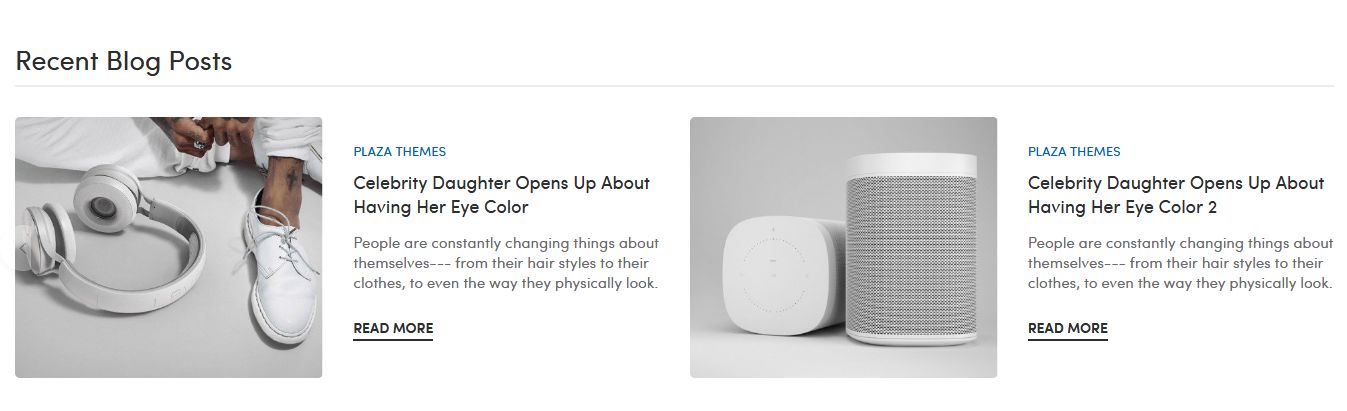 Recent Blog Posts
PLAZA THEMES
Celebrity Daughter Opens Up About
Having Her Eye Color
People are constantly changing things about
themselves--- from their hair styles to their
clothes, to even the way they physically look.
READ MORE
PLAZA THEMES
Celebrity Daughter Opens Up About
Having Her Eye Color 2
People are constantly changing things about
themselves--- from their hair styles to their
clothes, to even the way they physically look.
READ MORE